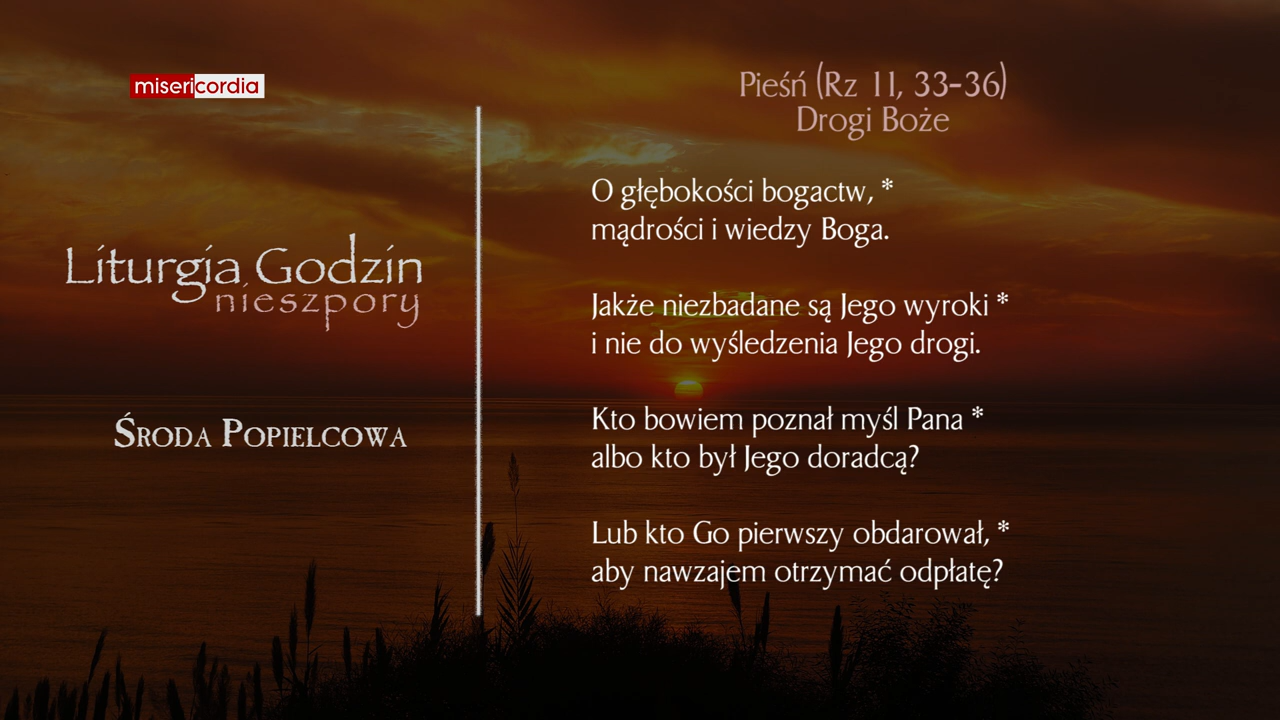 misericordia
Liturgia Godzin
nieszpory
Środa Popielcowa
Pieśń (Rz 11, 33-36)
Drogi Boże
O głębokości bogactw, *
mądrości i wiedzy Boga.
Jakże niezbadane są Jego wyroki *
i nie do wyśledzenia Jego drogi.
Kto bowiem poznał myśl Pana *
albo kto był Jego doradcą?
Lub kto Go pierwszy obdarował, *
aby nawzajem otrzymać odpłatę?